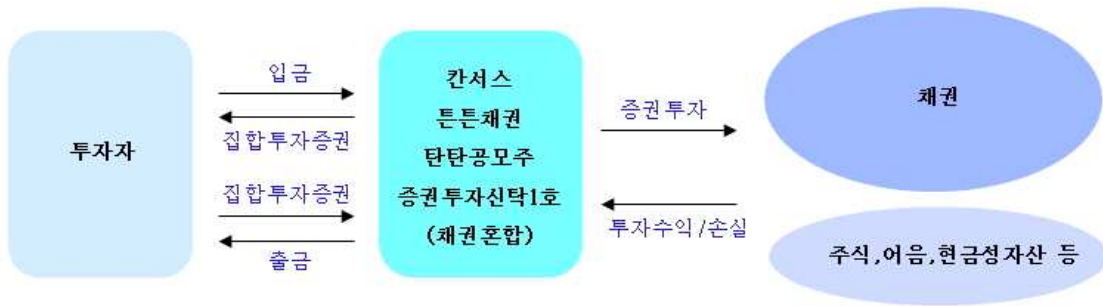 투자자
입금
집합투자증권
집합투자증권
출금
칸서스
튼튼채권
탄탄공모주
증권투자신탁1호
(채권혼합)
증권투자
투자수익/손실
채권
주식,어음,현금성자산 등